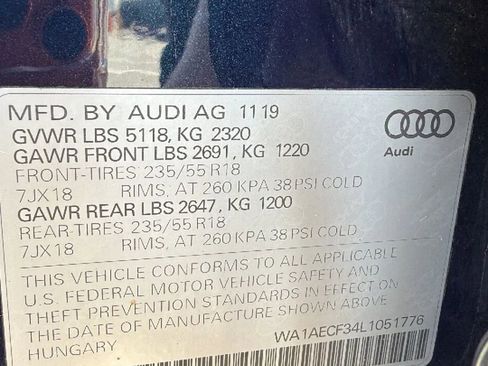 MFD. BY AUDI AG 11 19
GVWR LBS 5118, KG 2320
GAWR FRONT LBS 2691, KG 1220
FRONT-TIRES 235/55 R18
7JX18 RIMS, AT 260 KPA 38 PSI COLD
GAWR REAR LBS 2647, KG 1200
REAR-TIRES 235/55 R18
7JX18 RIMS, AT 260 KPA 38 PSI COLD
Audi
THIS VEHICLE CONFORMS TO ALL APPLICABLE
U.S. FEDERAL MOTOR VEHICLE SAFETY AND
THEFT PREVENTION STANDARDS IN EFFECT ON
THE DATE OF MANUFACTURE SHOWN ABOVE
HUNGARY WA1AECF34L1051776